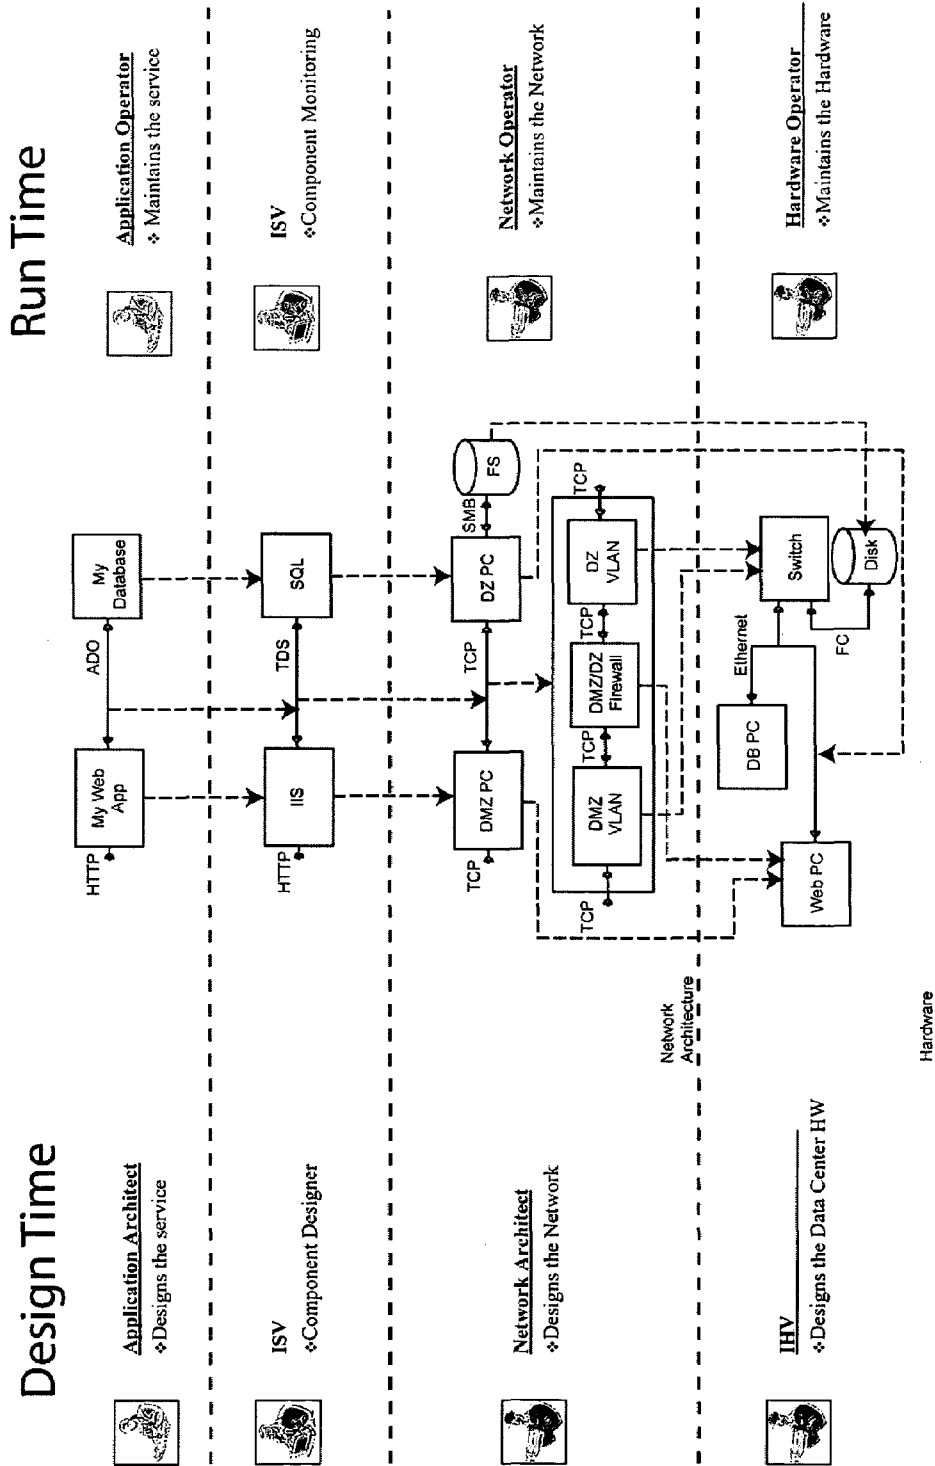 Design Time
Run Time
Application Architect
❖Designs the service
HTTP
My Web
App
ADO
My
Database
Application Operator
❖ Maintains the service
ISV
❖Component Designer
HTTP
IIS
TDS
SQL
ISV
❖Component Monitoring
Network Architect
❖Designs the Network
TCP
DMZ PC
TCP
DZ PC
SMB
FS
TCP
DMZ
VLAN
TCP
DMZ/DZ
Firewall
TCP
DZ
VLAN
TCP
Network Operator
❖Maintains the Network
Network
Architecture
IHV
❖Designs the Data Center HW
Web PC
DB PC
Ethernet
Switch
FC
Disk
Hardware Operator
❖Maintains the Hardware
Hardware